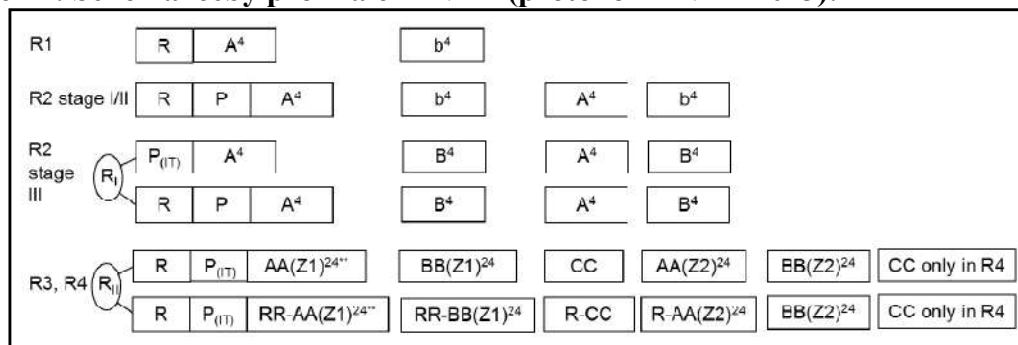 R1 R A⁴ b⁴
R2 stage I/II R P A⁴ b⁴ A⁴ b⁴
R2 stage III R_I P(IT) A⁴ B⁴ A⁴ B⁴
R P A⁴ B⁴ A⁴ B⁴
R3, R4 R_II R P(IT) AA(Z1)²⁴** BB(Z1)²⁴ CC AA(Z2)²⁴ BB(Z2)²⁴ CC only in R4
R P(IT) RR-AA(Z1)²⁴** RR-BB(Z1)²⁴ R-CC R-AA(Z2)²⁴ BB(Z2)²⁴ CC only in R4